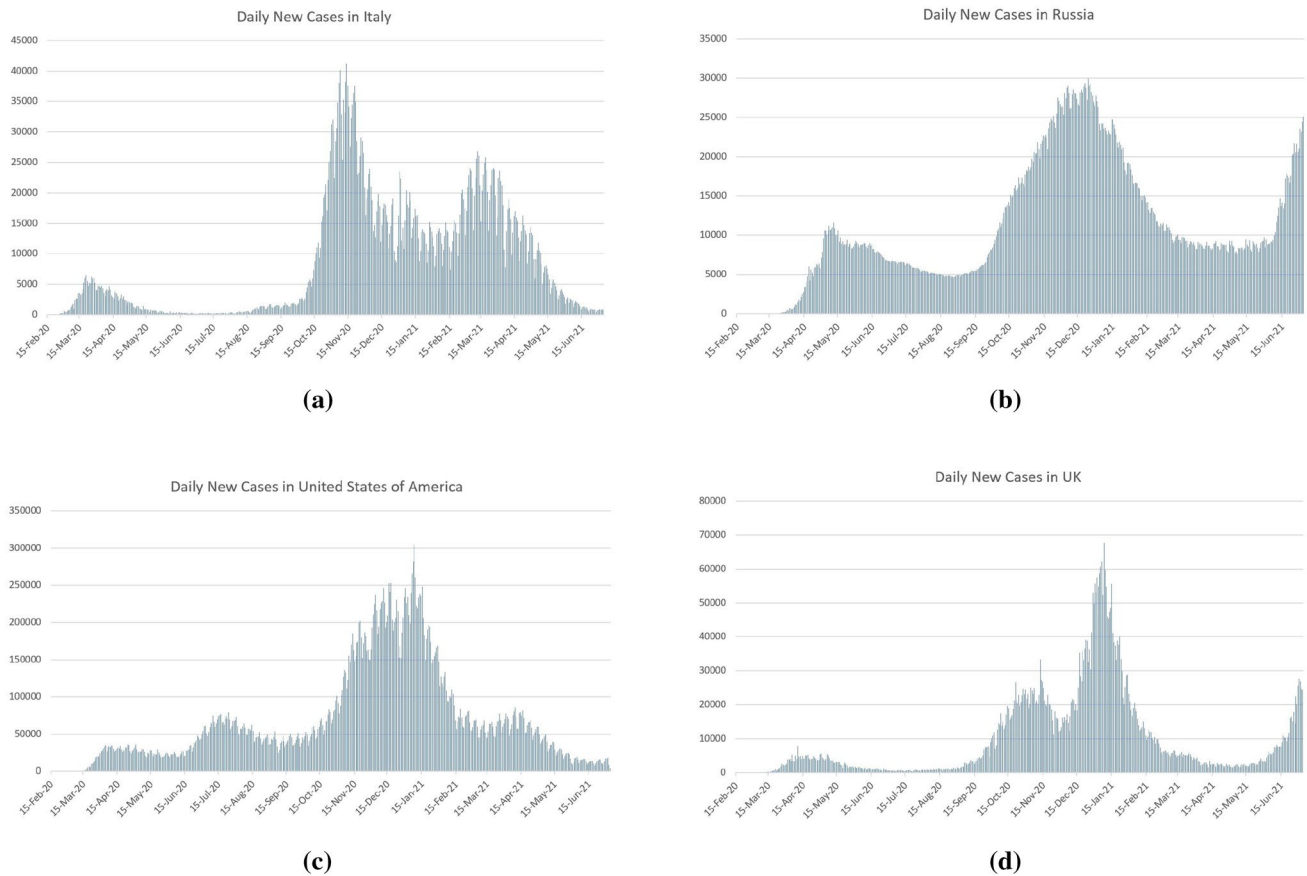 Daily New Cases in Italy
45000
40000
35000
30000
25000
20000
15000
10000
5000
0
15-Feb-20
15-Mar-20
15-Apr-20
15-May-20
15-Jun-20
15-Jul-20
15-Aug-20
15-Sep-20
15-Oct-20
15-Nov-20
15-Dec-20
15-Jan-21
15-Feb-21
15-Mar-21
15-Apr-21
15-May-21
15-Jun-21
(a)
Daily New Cases in Russia
35000
30000
25000
20000
15000
10000
5000
0
15-Feb-20
15-Mar-20
15-Apr-20
15-May-20
15-Jun-20
15-Jul-20
15-Aug-20
15-Sep-20
15-Oct-20
15-Nov-20
15-Dec-20
15-Jan-21
15-Feb-21
15-Mar-21
15-Apr-21
15-May-21
15-Jun-21
(b)
Daily New Cases in United States of America
350000
300000
250000
200000
150000
100000
50000
0
15-Feb-20
15-Mar-20
15-Apr-20
15-May-20
15-Jun-20
15-Jul-20
15-Aug-20
15-Sep-20
15-Oct-20
15-Nov-20
15-Dec-20
15-Jan-21
15-Feb-21
15-Mar-21
15-Apr-21
15-May-21
15-Jun-21
(c)
Daily New Cases in UK
80000
70000
60000
50000
40000
30000
20000
10000
0
15-Feb-20
15-Mar-20
15-Apr-20
15-May-20
15-Jun-20
15-Jul-20
15-Aug-20
15-Sep-20
15-Oct-20
15-Nov-20
15-Dec-20
15-Jan-21
15-Feb-21
15-Mar-21
15-Apr-21
15-May-21
15-Jun-21
(d)